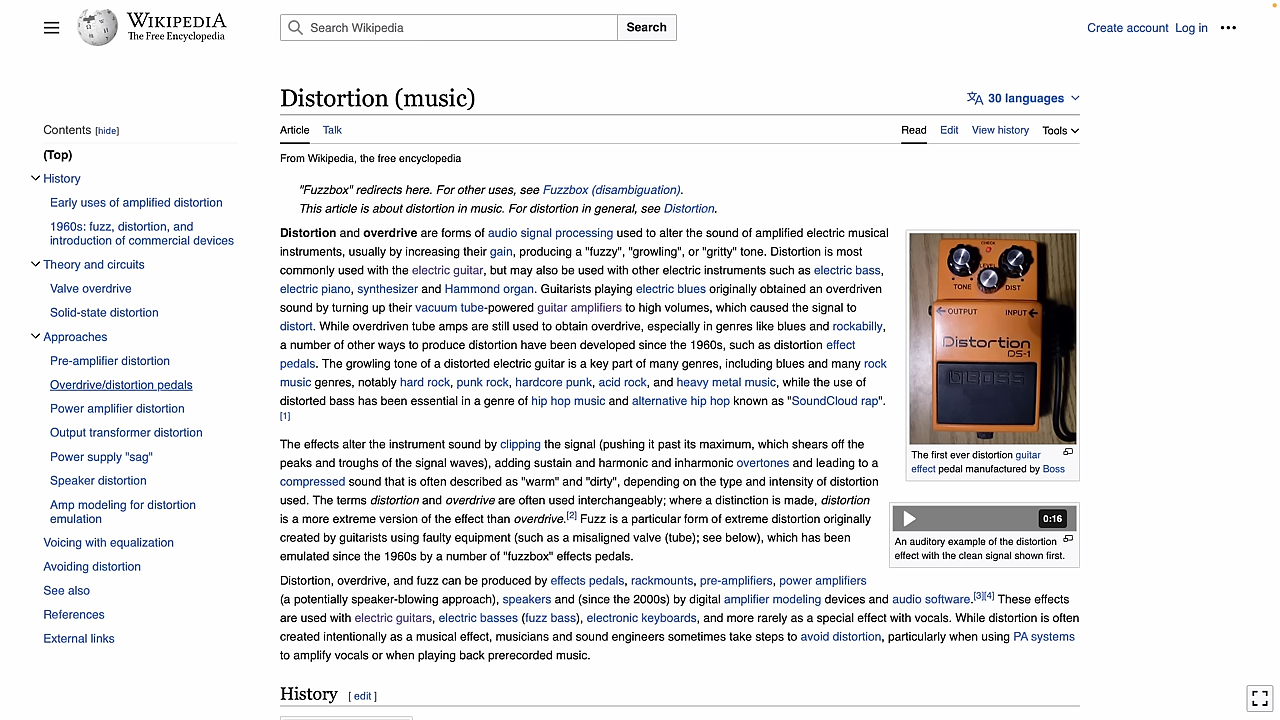 WIKIPEDIA
The Free Encyclopedia
Search Wikipedia
Search
Create account Log in
Contents [hide]
(Top)
History
Early uses of amplified distortion
1960s: fuzz, distortion, and
introduction of commercial devices
Theory and circuits
Valve overdrive
Solid-state distortion
Approaches
Pre-amplifier distortion
Overdrive/distortion pedals
Power amplifier distortion
Output transformer distortion
Power supply "sag"
Speaker distortion
Amp modeling for distortion
emulation
Voicing with equalization
Avoiding distortion
See also
References
External links
Distortion (music)
30 languages
Article Talk
Read Edit View history Tools
From Wikipedia, the free encyclopedia
"Fuzzbox" redirects here. For other uses, see Fuzzbox (disambiguation).
This article is about distortion in music. For distortion in general, see Distortion.
Distortion and overdrive are forms of audio signal processing used to alter the sound of amplified electric musical
instruments, usually by increasing their gain, producing a "fuzzy", "growling", or "gritty" tone. Distortion is most
commonly used with the electric guitar, but may also be used with other electric instruments such as electric bass,
electric piano, synthesizer and Hammond organ. Guitarists playing electric blues originally obtained an overdriven
sound by turning up their vacuum tube-powered guitar amplifiers to high volumes, which caused the signal to
distort. While overdriven tube amps are still used to obtain overdrive, especially in genres like blues and rockabilly,
a number of other ways to produce distortion have been developed since the 1960s, such as distortion effect
pedals. The growling tone of a distorted electric guitar is a key part of many genres, including blues and many rock
music genres, notably hard rock, punk rock, hardcore punk, acid rock, and heavy metal music, while the use of
distorted bass has been essential in a genre of hip hop music and alternative hip hop known as "SoundCloud rap".
[1]
CHECK
LEVEL
TONE DIST
OUTPUT INPUT
Distortion
DS-1
BOSS
The first ever distortion guitar
effect pedal manufactured by Boss
The effects alter the instrument sound by clipping the signal (pushing it past its maximum, which shears off the
peaks and troughs of the signal waves), adding sustain and harmonic and inharmonic overtones and leading to a
compressed sound that is often described as "warm" and "dirty", depending on the type and intensity of distortion
used. The terms distortion and overdrive are often used interchangeably; where a distinction is made, distortion
is a more extreme version of the effect than overdrive.[2] Fuzz is a particular form of extreme distortion originally
created by guitarists using faulty equipment (such as a misaligned valve (tube); see below), which has been
emulated since the 1960s by a number of "fuzzbox" effects pedals.
0:16
An auditory example of the distortion
effect with the clean signal shown first.
Distortion, overdrive, and fuzz can be produced by effects pedals, rackmounts, pre-amplifiers, power amplifiers
(a potentially speaker-blowing approach), speakers and (since the 2000s) by digital amplifier modeling devices and audio software.[3][4] These effects
are used with electric guitars, electric basses (fuzz bass), electronic keyboards, and more rarely as a special effect with vocals. While distortion is often
created intentionally as a musical effect, musicians and sound engineers sometimes take steps to avoid distortion, particularly when using PA systems
to amplify vocals or when playing back prerecorded music.
History [ edit ]